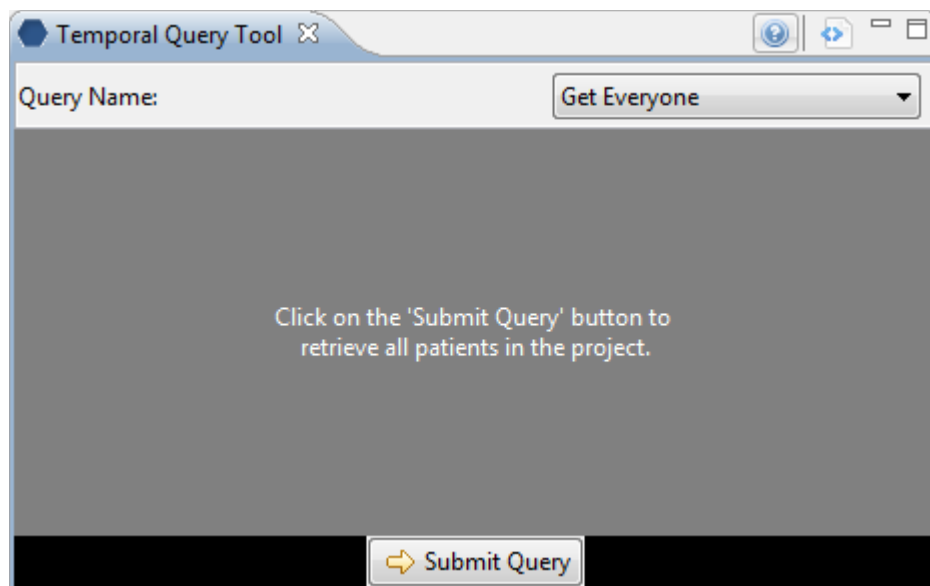 Temporal Query Tool
Query Name:
Get Everyone
Click on the 'Submit Query' button to
retrieve all patients in the project.
Submit Query